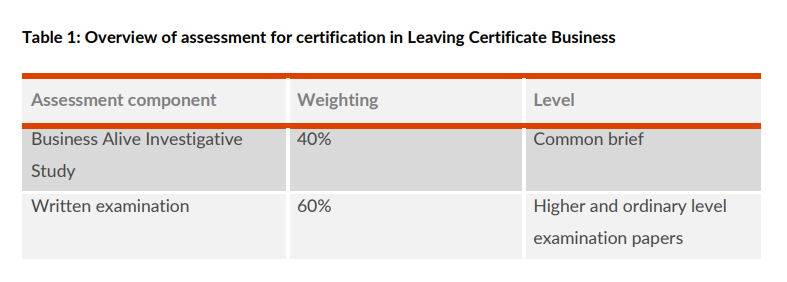 Table 1: Overview of assessment for certification in Leaving Certificate Business
Assessment component Weighting Level
Business Alive Investigative 40% Common brief
Study
Written examination 60% Higher and ordinary level
examination papers